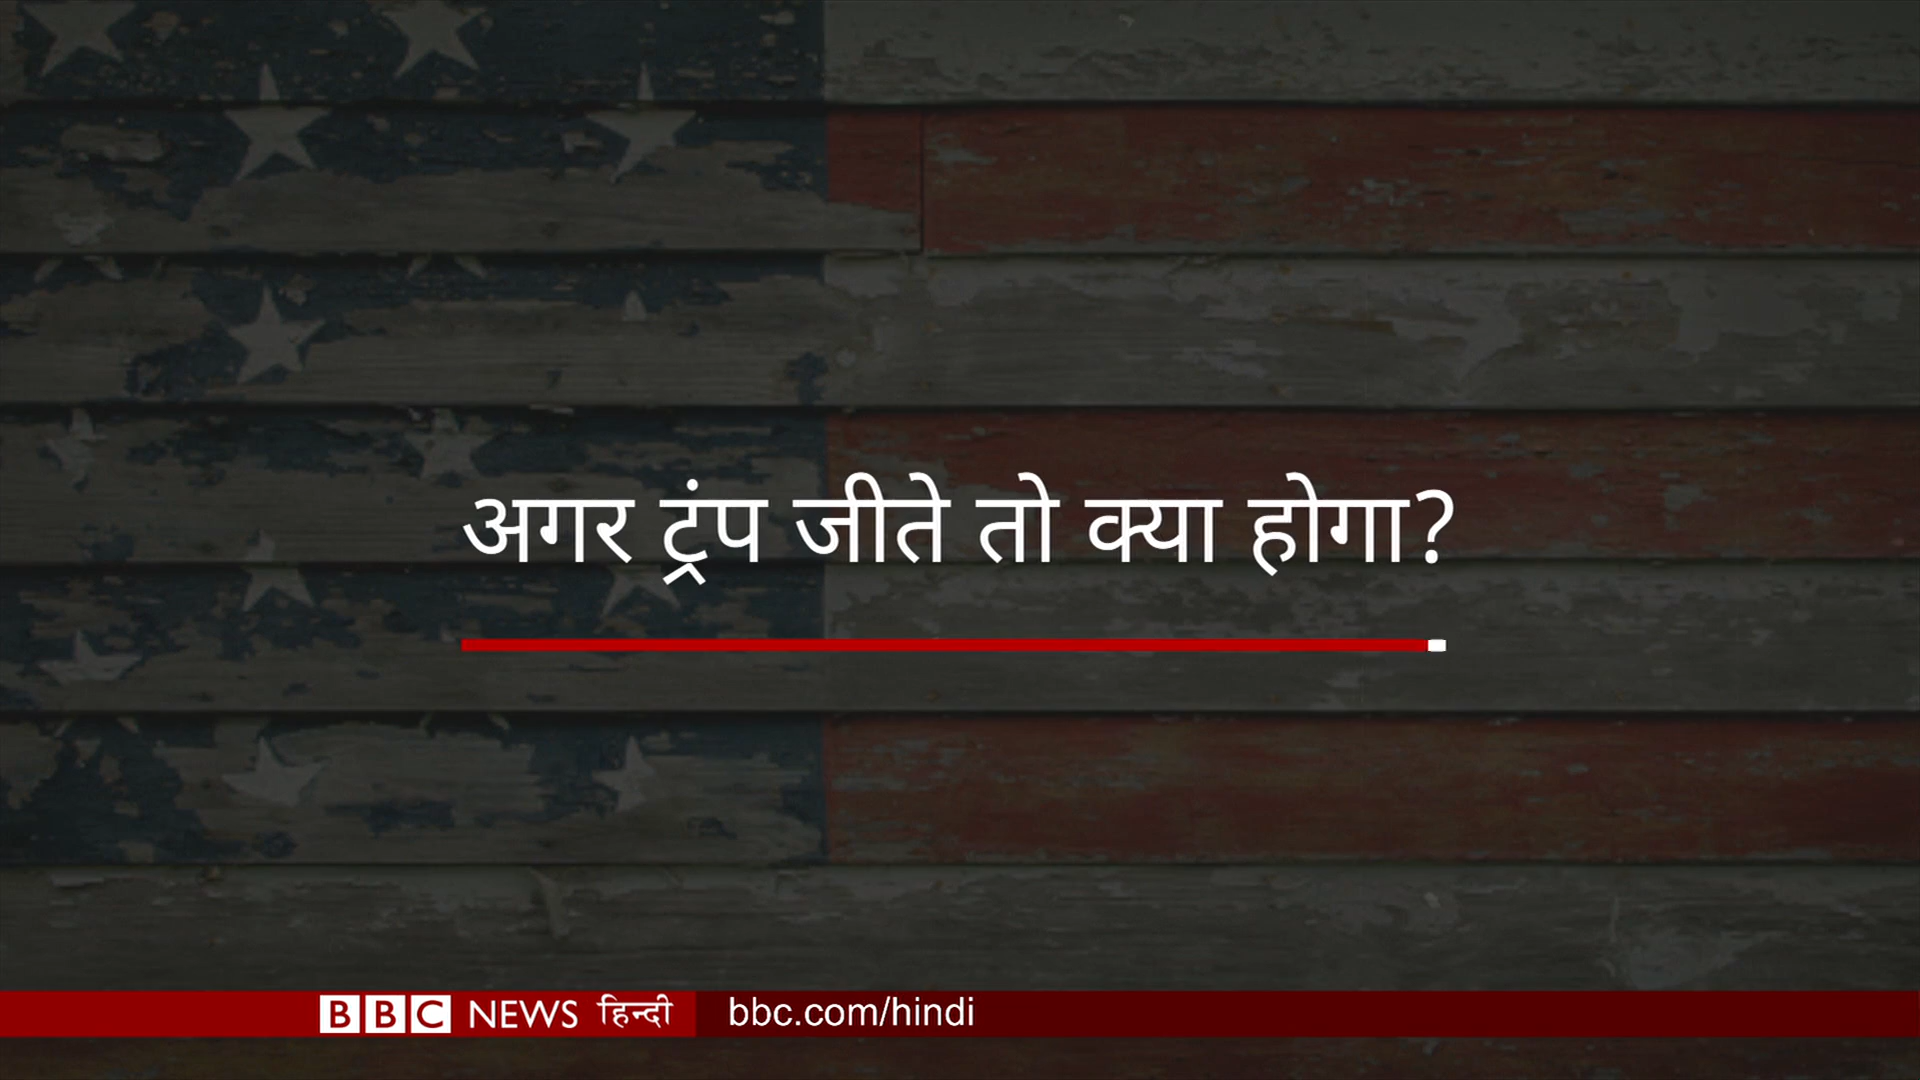 अगर ट्रंप जीते तो क्या होगा?
BBC NEWS हिन्दी bbc.com/hindi